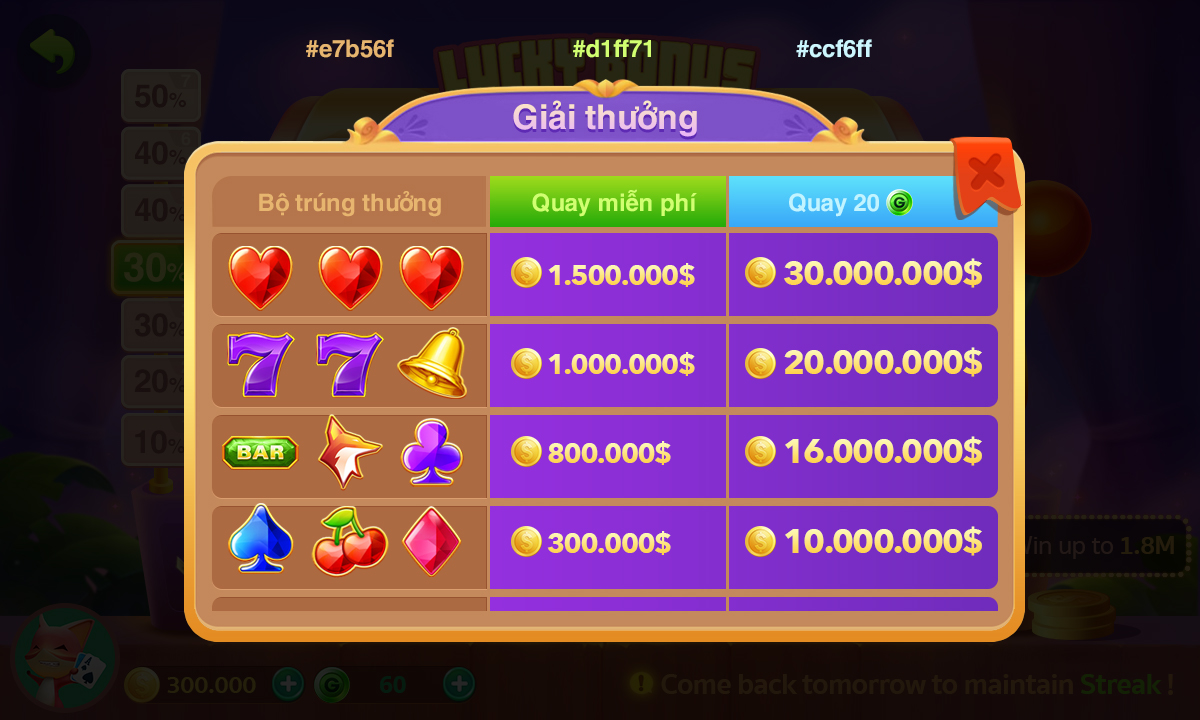 #e7b56f #d1ff71 #ccf6ff
LUCKY BONUS
Giải thưởng
50%
40%
40%
30%
30%
20%
10%
Bộ trúng thưởng Quay miễn phí Quay 20 G
1.500.000$ 30.000.000$
1.000.000$ 20.000.000$
BAR 800.000$ 16.000.000$
300.000$ 10.000.000$
Win up to 1.8M
300.000 + G 60 +
! Come back tomorrow to maintain Streak !